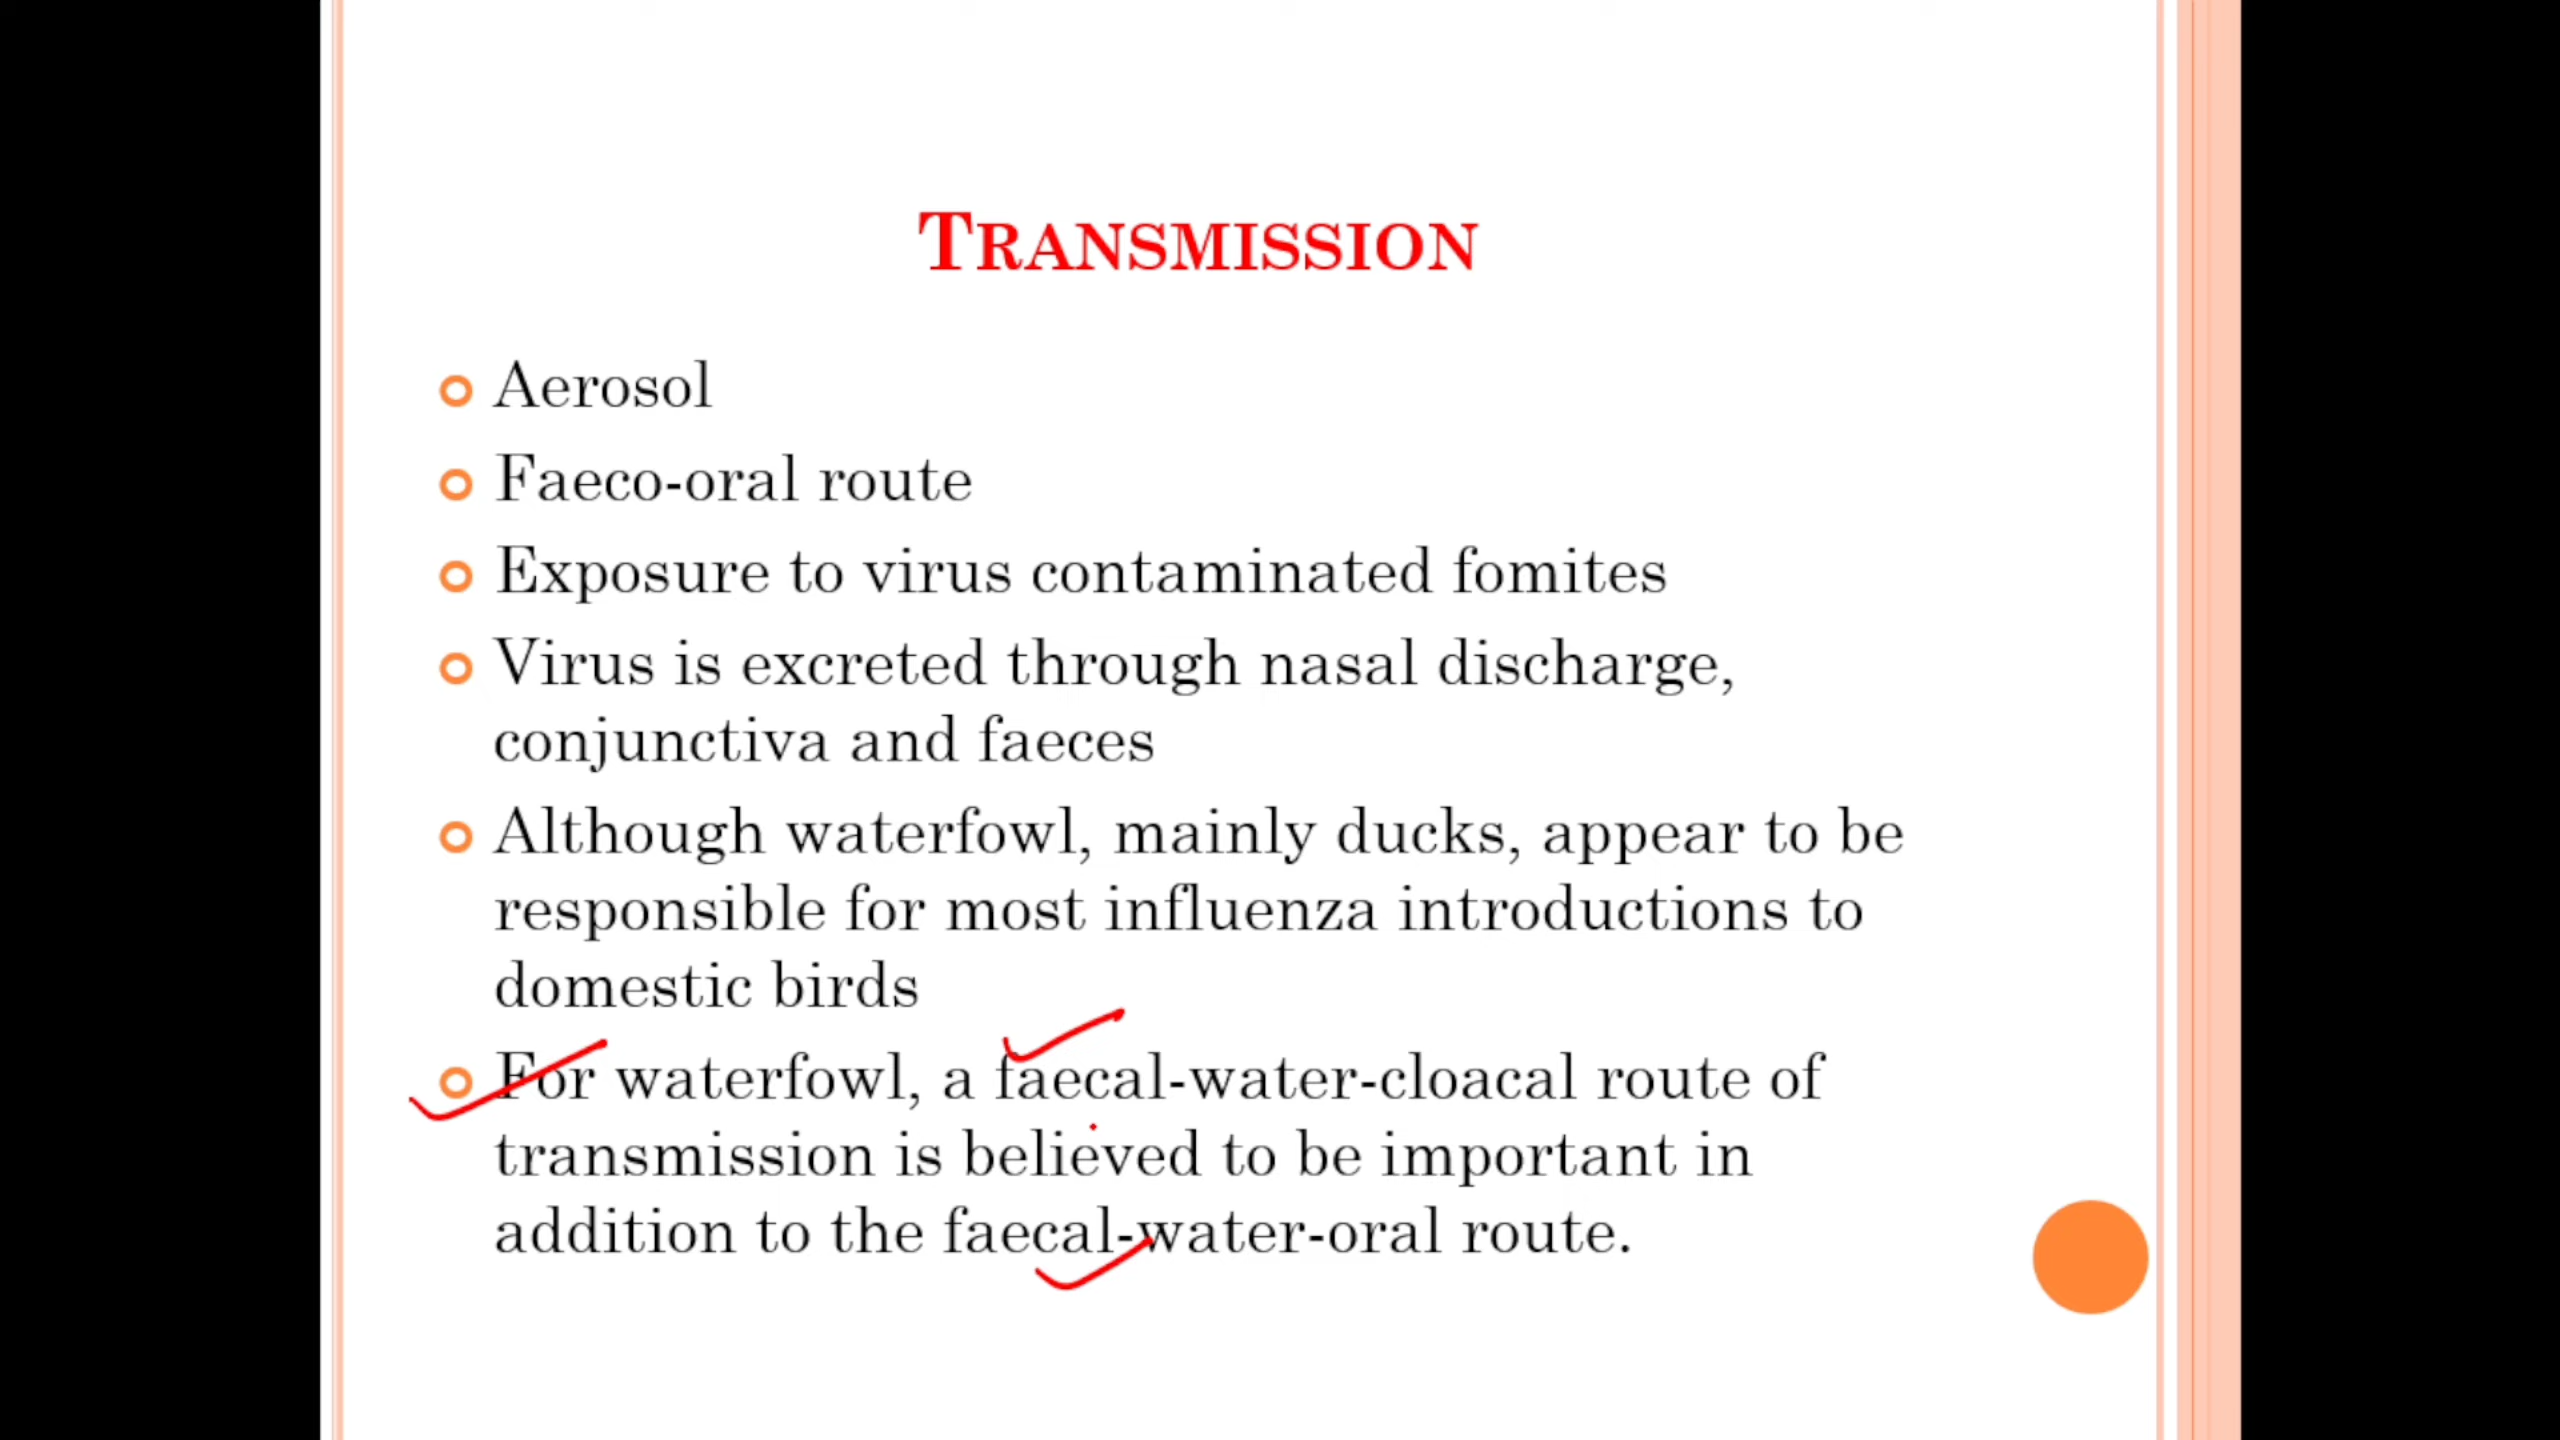 TRANSMISSION
Aerosol
Faeco-oral route
Exposure to virus contaminated fomites
Virus is excreted through nasal discharge,
conjunctiva and faeces
Although waterfowl, mainly ducks, appear to be
responsible for most influenza introductions to
domestic birds
For waterfowl, a faecal-water-cloacal route of
transmission is believed to be important in
addition to the faecal-water-oral route.